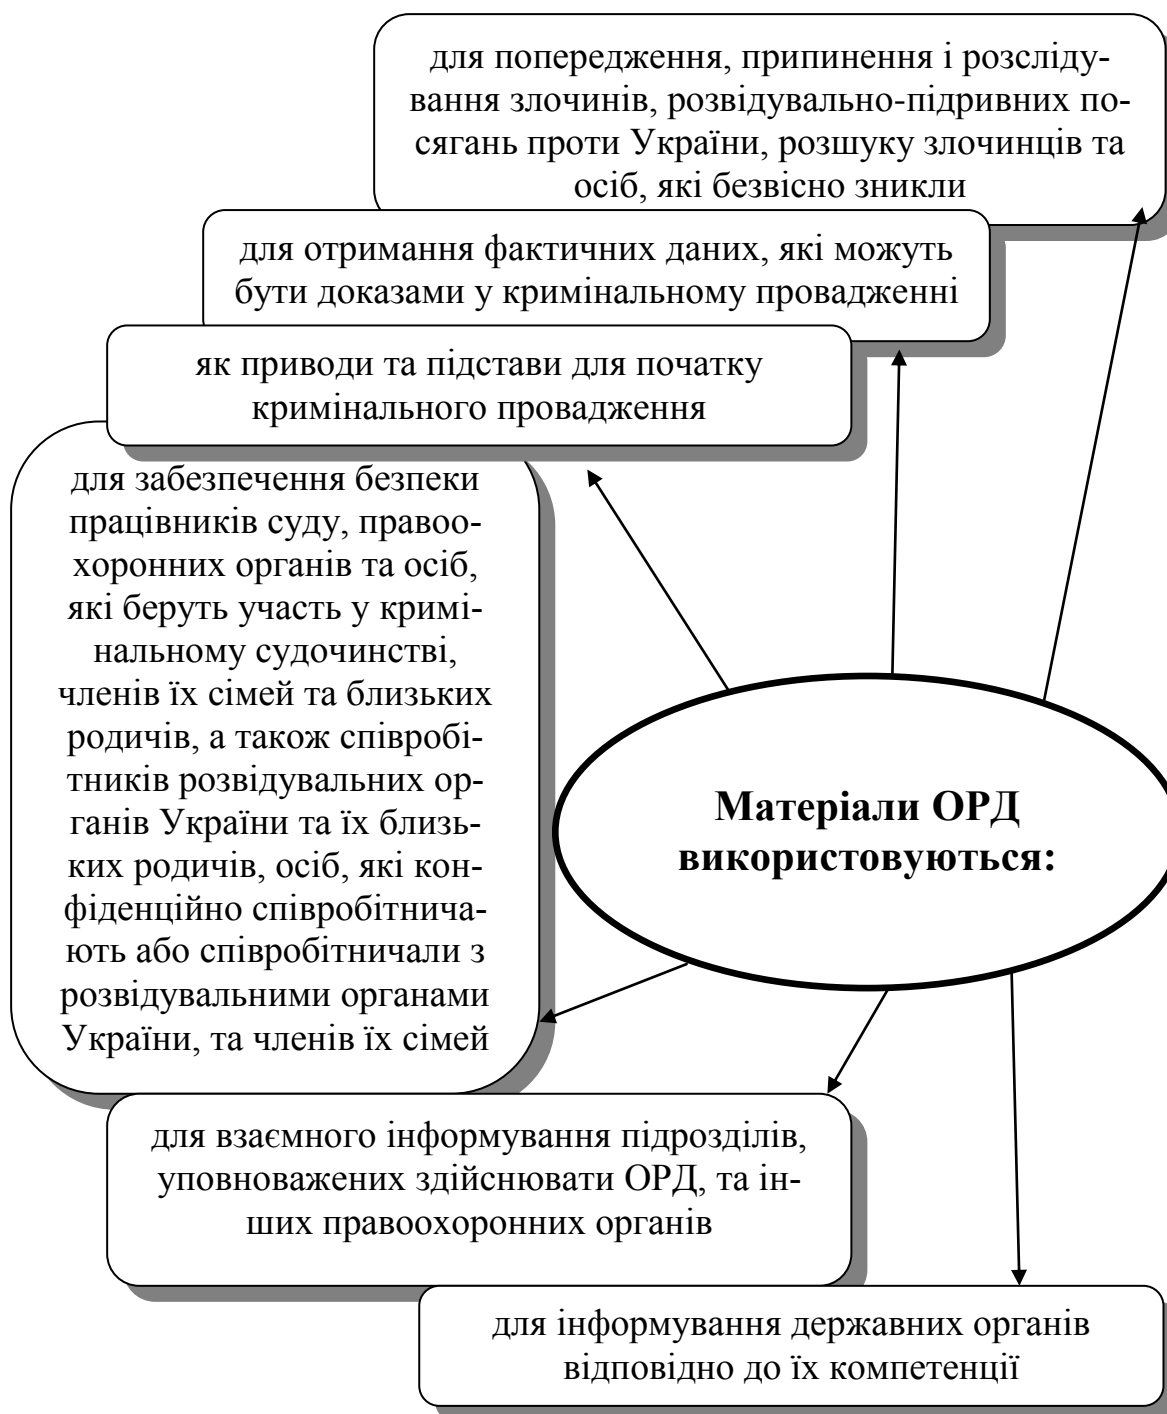 для попередження, припинення і розсліду-
вання злочинів, розвідувально-підривних по-
сягань проти України, розшуку злочинців та
осіб, які безвісно зникли
для отримання фактичних даних, які можуть
бути доказами у кримінальному провадженні
як приводи та підстави для початку
кримінального провадження
для забезпечення безпеки
працівників суду, право­о-
хоронних органів та осіб,
які беруть участь у кримі-
нальному судочинстві,
членів їх сімей та близьких
родичів, а також співробі-
тників розвідувальних ор-
ганів України та їх близь-
ких родичів, осіб, які кон-
фіденційно співробітнича-
ють або співробітничали з
розвідувальними органами
України, та членів їх сімей
Матеріали ОРД
використовуються:
для взаємного інформування підрозділів,
уповноважених здійснювати ОРД, та ін-
ших правоохоронних органів
для інформування державних органів
відповідно до їх компетенції